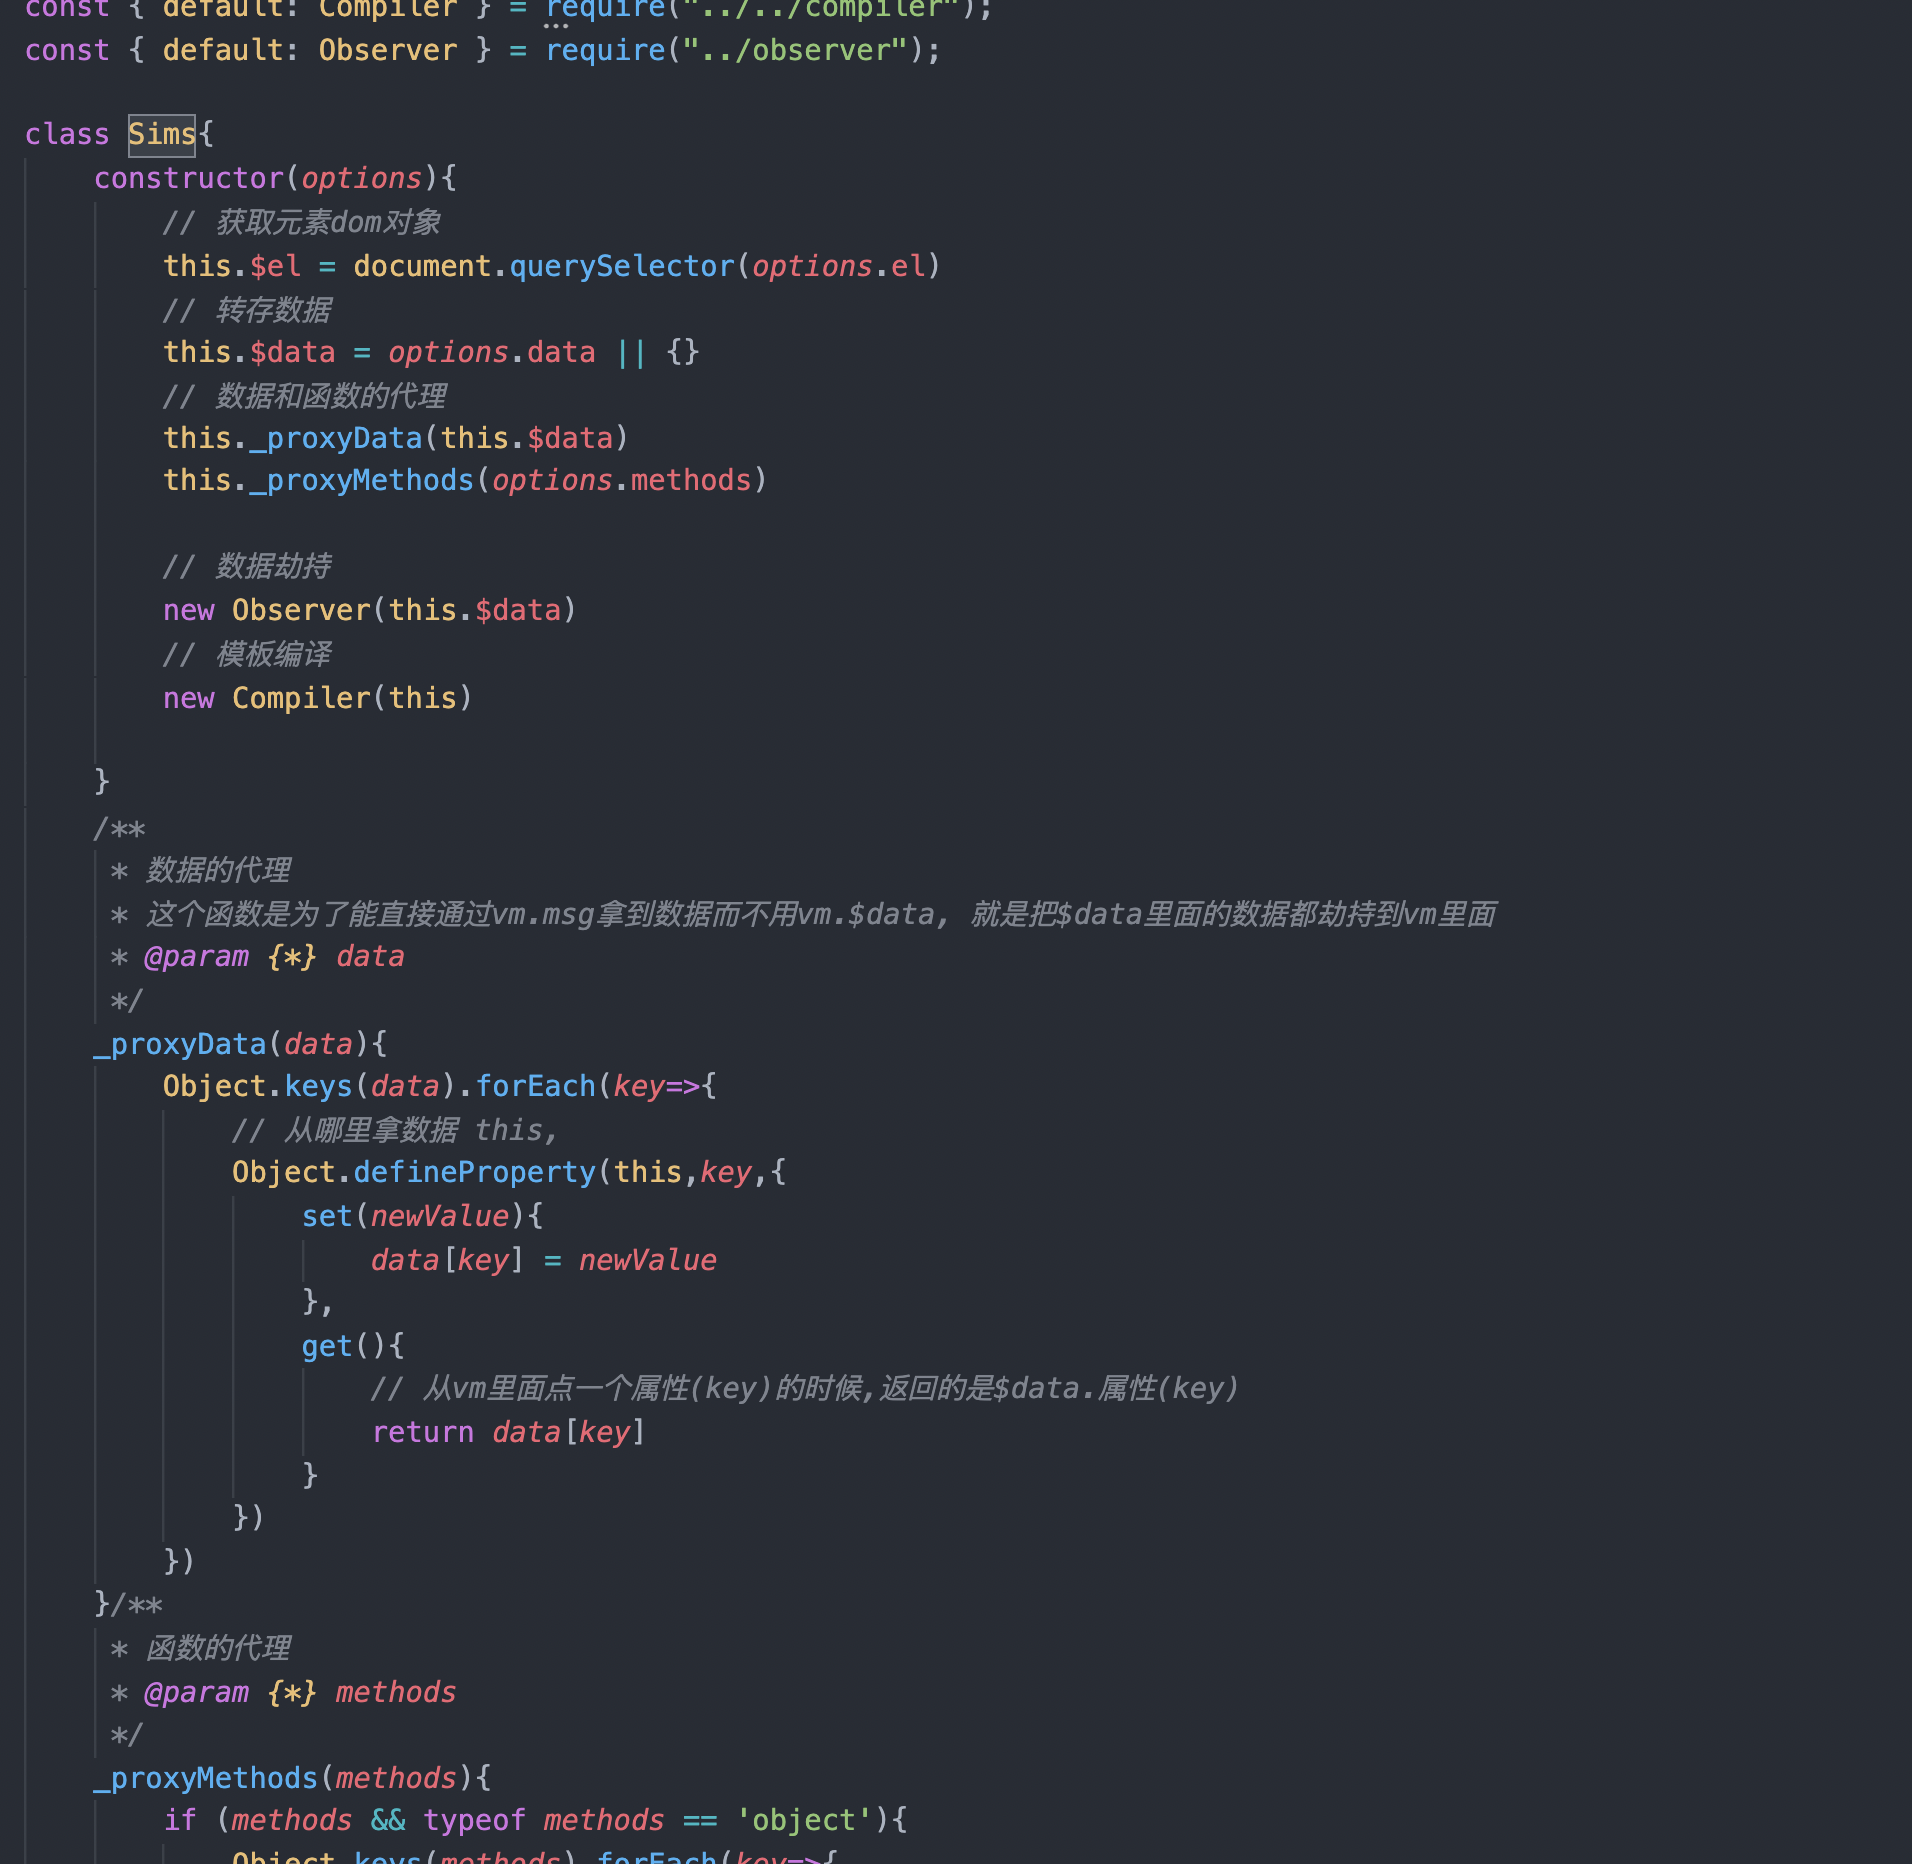 const { default: Compiler } = require("../../compiler");
const { default: Observer } = require("../observer");
class Sims{
constructor(options){
// 获取元素dom对象
this.$el = document.querySelector(options.el)
// 转存数据
this.$data = options.data || {}
// 数据和函数的代理
this._proxyData(this.$data)
this._proxyMethods(options.methods)
// 数据劫持
new Observer(this.$data)
// 模板编译
new Compiler(this)
}
/**
* 数据的代理
* 这个函数是为了能直接通过vm.msg拿到数据而不用vm.$data, 就是把$data里面的数据都劫持到vm里面
* @param {*} data
*/
_proxyData(data){
Object.keys(data).forEach(key=>{
// 从哪里拿数据 this,
Object.defineProperty(this,key,{
set(newValue){
data[key] = newValue
},
get(){
// 从vm里面点一个属性(key)的时候,返回的是$data.属性(key)
return data[key]
}
})
})
}/**
* 函数的代理
* @param {*} methods
*/
_proxyMethods(methods){
if (methods && typeof methods == 'object'){
Object.keys(methods).forEach(key=>{